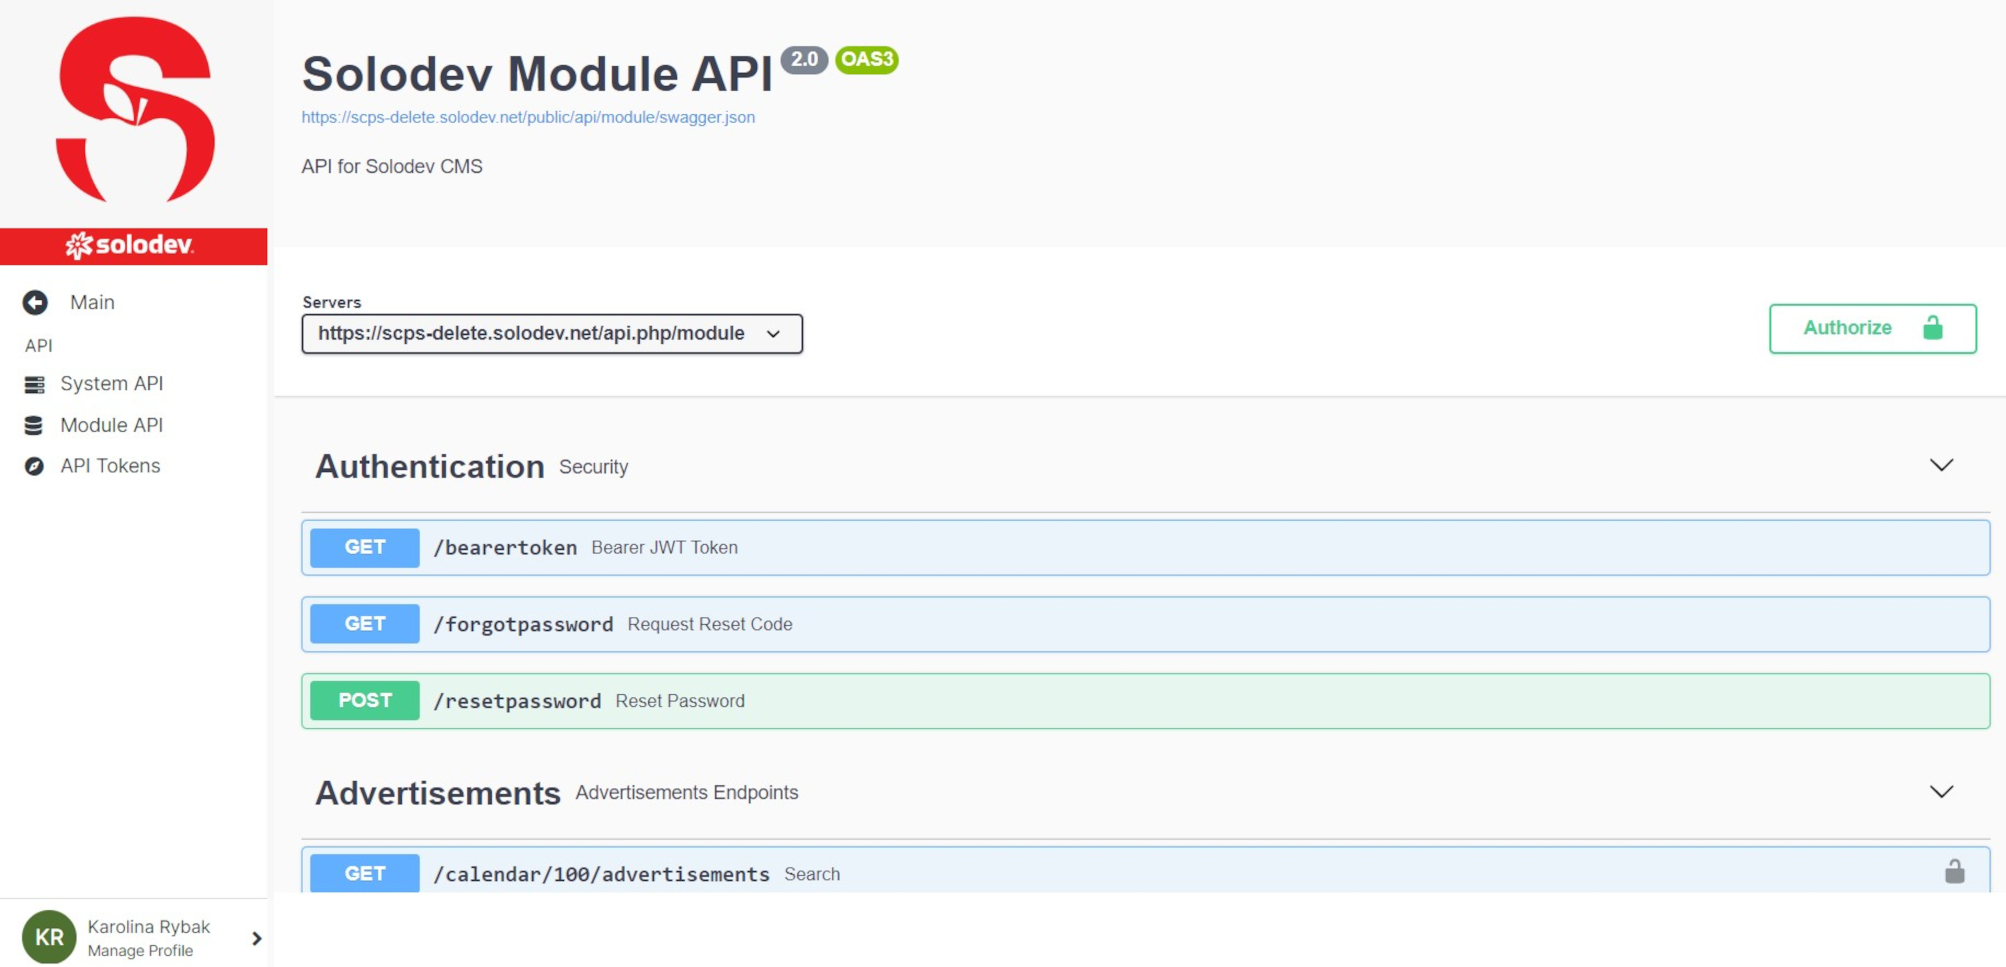 solodev.
Main
API
System API
Module API
API Tokens
KR
Karolina Rybak
Manage Profile
Solodev Module API 2.0 OAS3
https://scps-delete.solodev.net/public/api/module/swagger.json
API for Solodev CMS
Servers
https://scps-delete.solodev.net/api.php/module
Authorize
Authentication Security
GET /bearertoken Bearer JWT Token
GET /forgotpassword Request Reset Code
POST /resetpassword Reset Password
Advertisements Advertisements Endpoints
GET /calendar/100/advertisements Search